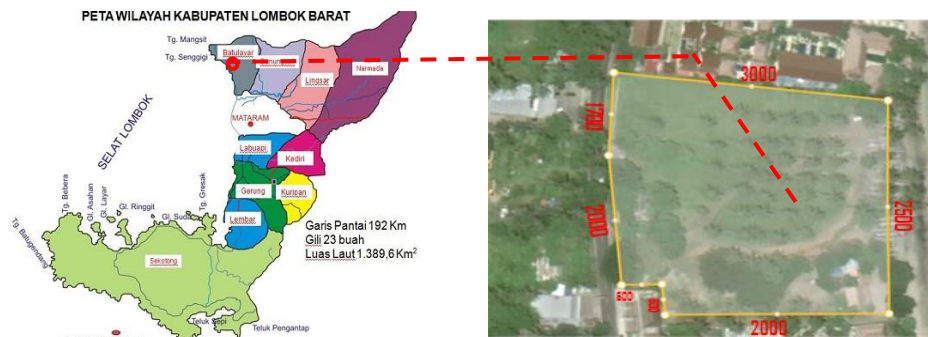 PETA WILAYAH KABUPATEN LOMBOK BARAT
Tg. Mangsit
Tg. Senggigi
Batulayar
Lingsar
Narmada
MATARAM
SELAT LOMBOK
Labuapi
Kediri
Gerung
Kuripan
Lembar
Tg. Bebera
Gl. Asahan
Gl. Layar
Gl. Ringgit
Gl. Sudat
Tg. Gresak
Tg. Batugendang
Sekotong
Garis Pantai 192 Km
Gili 23 buah
Luas Laut 1.389,6 Km²
Teluk Sepi
Teluk Pengantap
3000
1700
2000
2500
500
2000